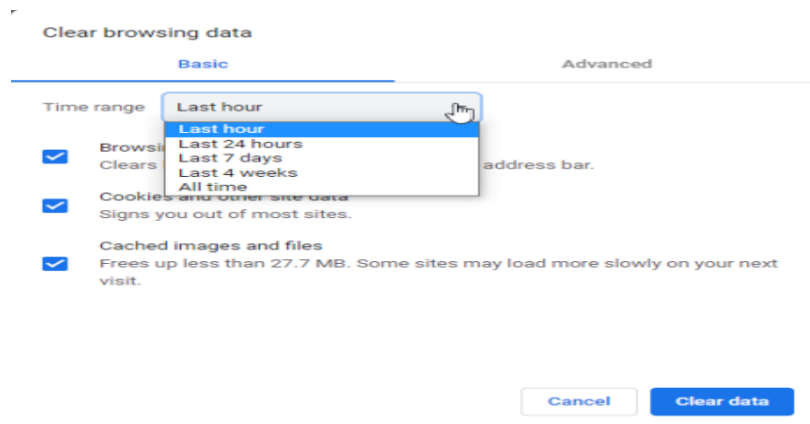 Clear browsing data
Basic Advanced
Time range Last hour
Last hour
Last 24 hours
Last 7 days
Last 4 weeks
All time
Clears address bar.
Cookies and other site data
Signs you out of most sites.
Cached images and files
Frees up less than 27.7 MB. Some sites may load more slowly on your next
visit.
Cancel Clear data